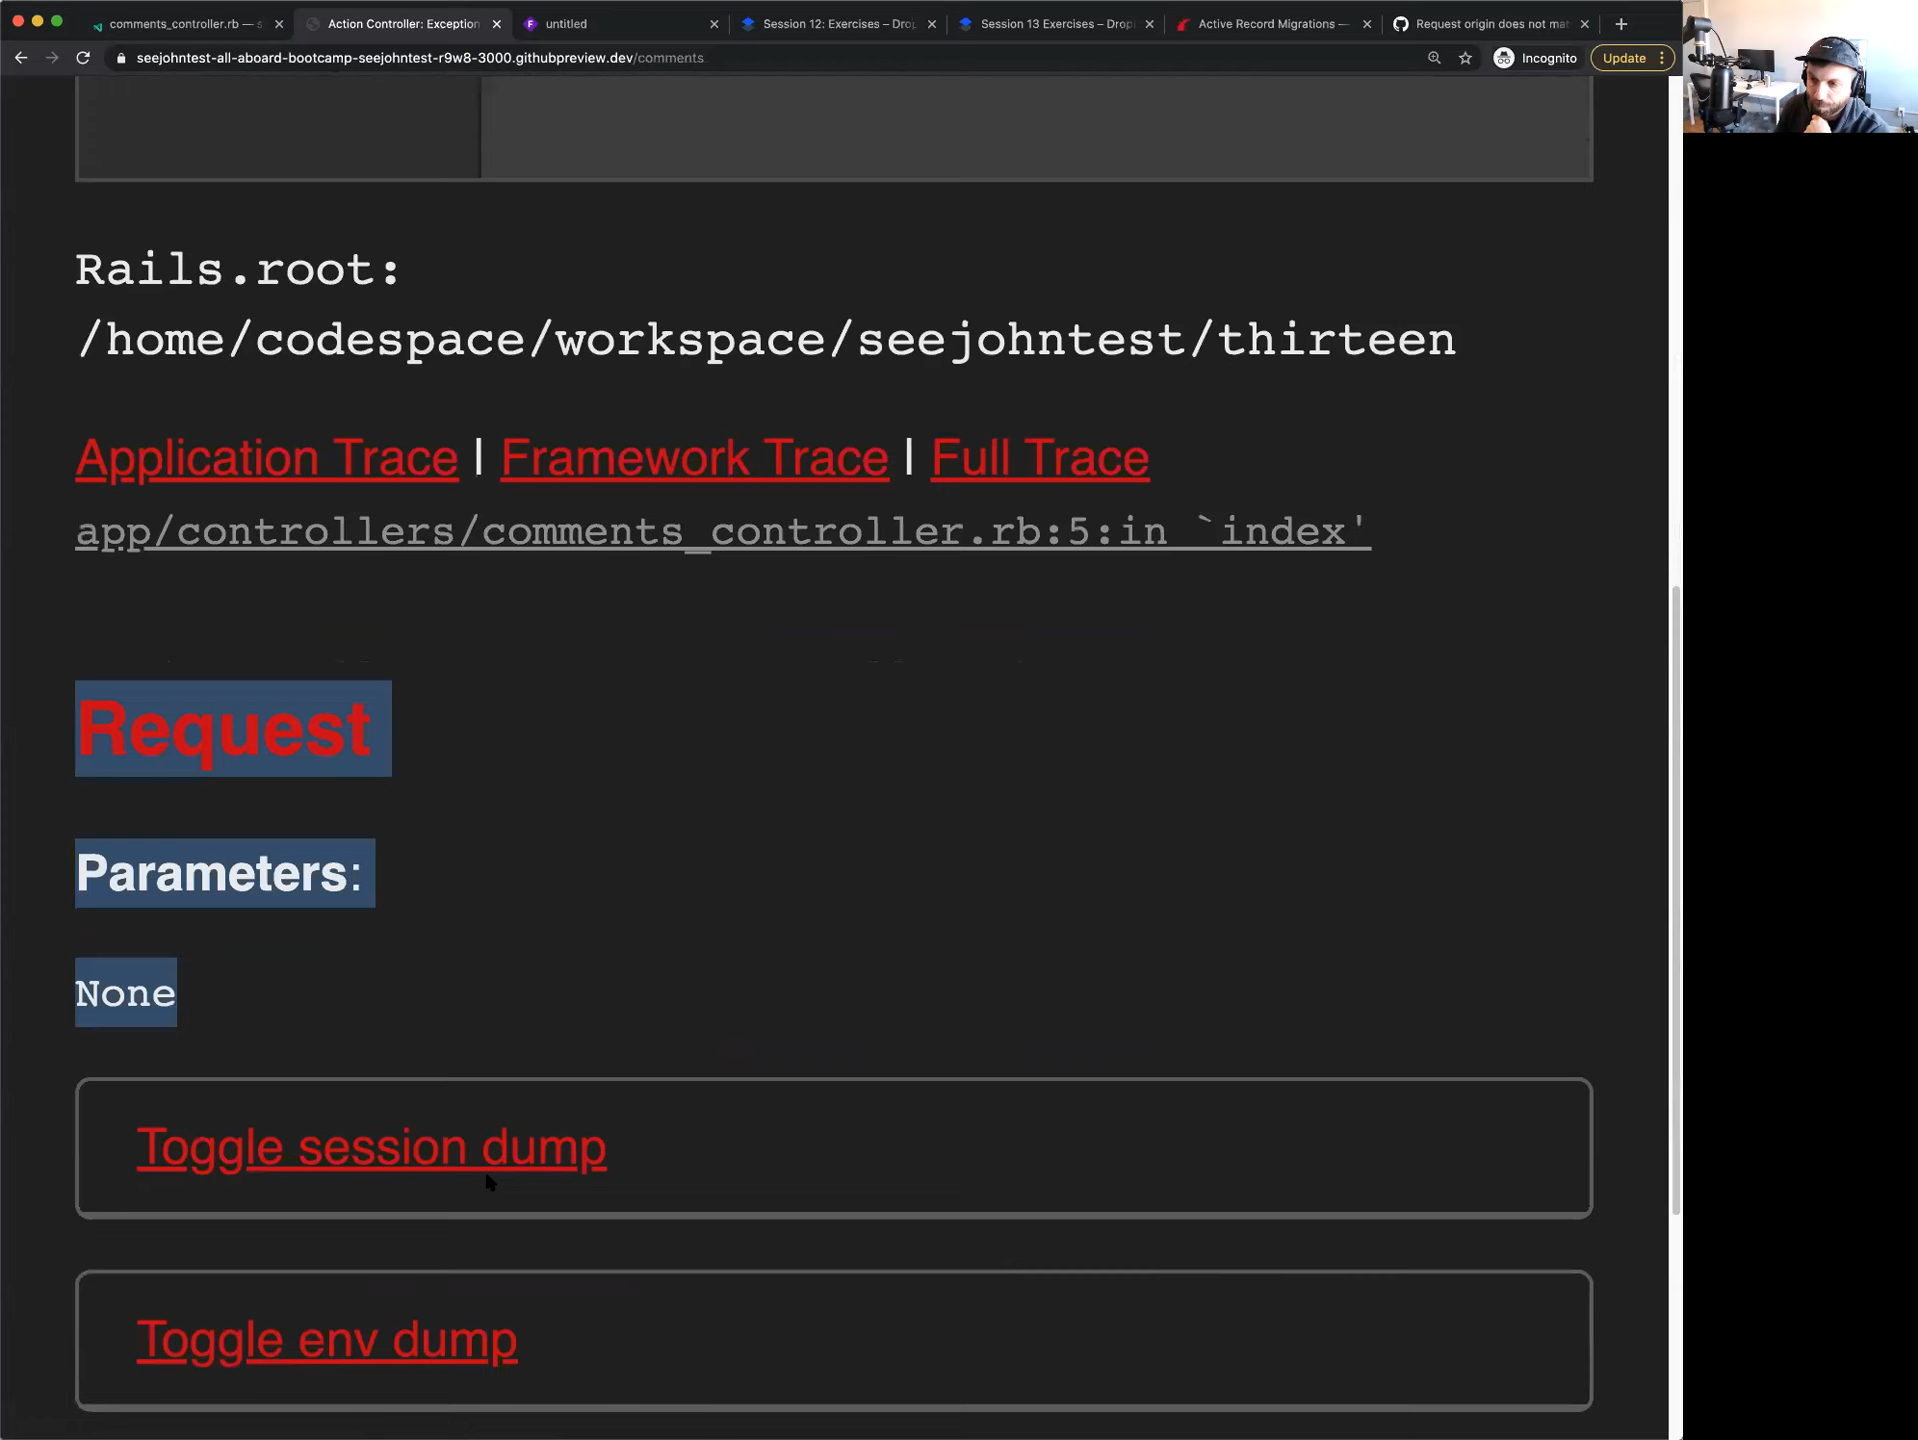 comments_controller.rb — s
Action Controller: Exception
untitled
Session 12: Exercises – Drop
Session 13 Exercises – Drop
Active Record Migrations —
Request origin does not mat
seejohntest-all-aboard-bootcamp-seejohntest-r9w8-3000.githubpreview.dev/comments
Incognito
Update
Rails.root:
/home/codespace/workspace/seejohntest/thirteen
Application Trace | Framework Trace | Full Trace
app/controllers/comments_controller.rb:5:in `index'
Request
Parameters:
None
Toggle session dump
Toggle env dump